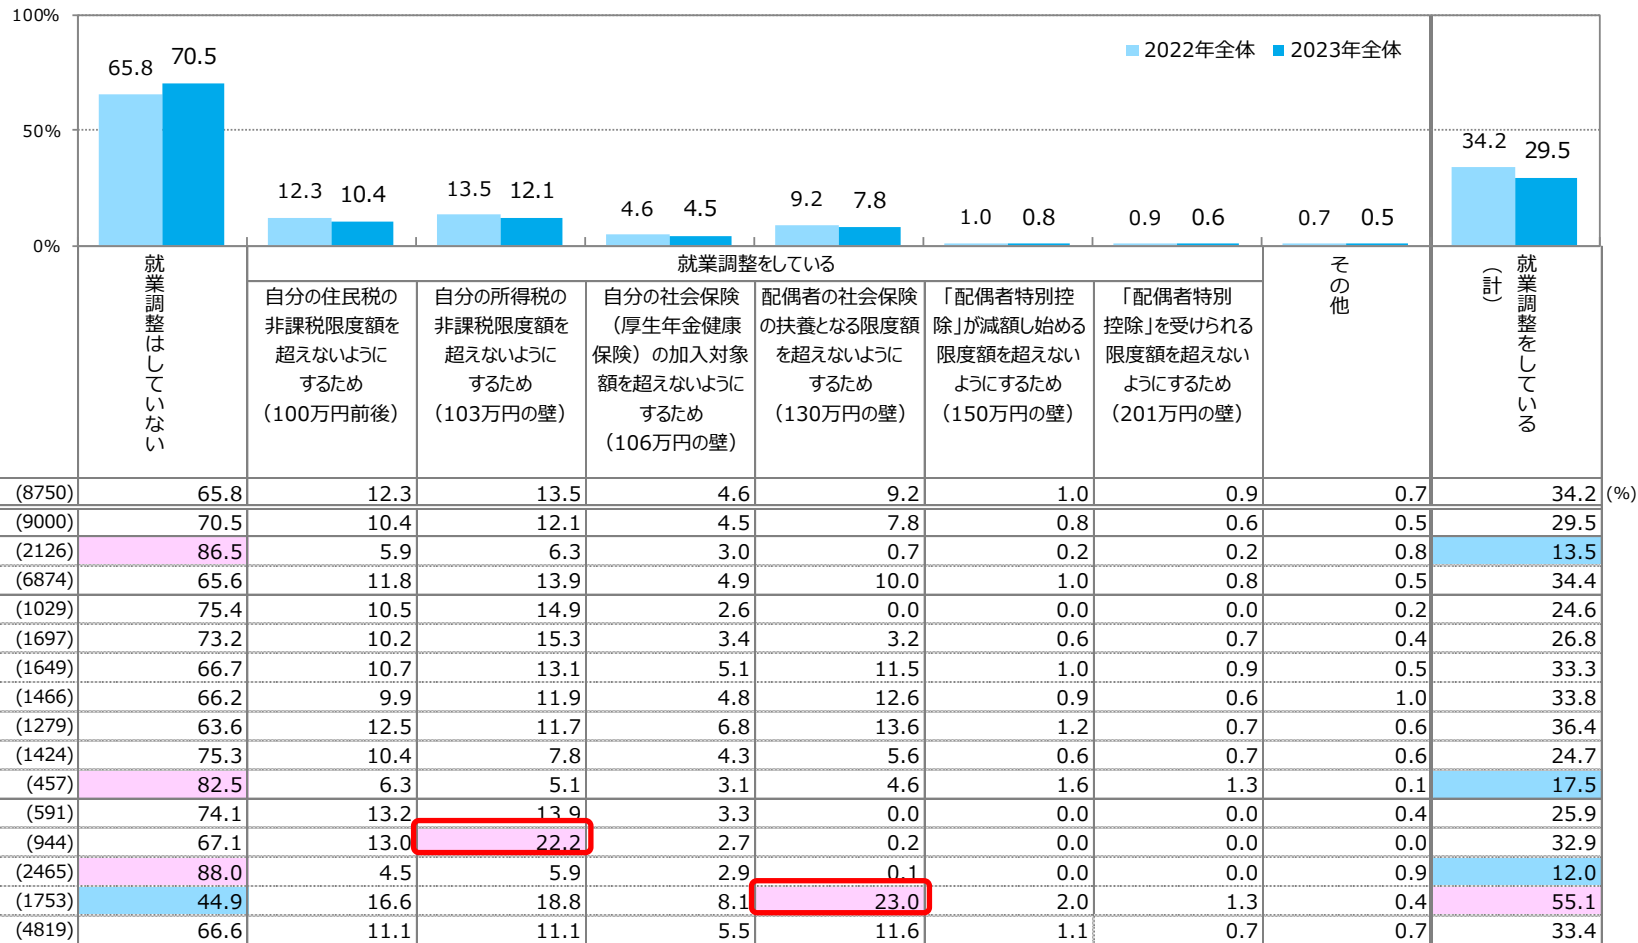 100%
50%
0%
2022年全体 2023年全体
65.8 70.5
12.3 10.4
13.5 12.1
4.6 4.5
9.2 7.8
1.0 0.8
0.9 0.6
0.7 0.5
34.2 29.5
就業調整はしていない
就業調整をしている
自分の住民税の
非課税限度額を
超えないように
するため
(100万円前後)
自分の所得税の
非課税限度額を
超えないように
するため
(103万円の壁)
自分の社会保険
(厚生年金健康
保険)の加入対象
額を超えないように
するため
(106万円の壁)
配偶者の社会保険
の扶養となる限度額
を超えないように
するため
(130万円の壁)
「配偶者特別控
除」が減額し始める
限度額を超えない
ようにするため
(150万円の壁)
「配偶者特別
控除」を受けられる
限度額を超えない
ようにするため
(201万円の壁)
その他
就業調整をしている
(計)
(8750) 65.8 12.3 13.5 4.6 9.2 1.0 0.9 0.7 34.2 (%)
(9000) 70.5 10.4 12.1 4.5 7.8 0.8 0.6 0.5 29.5
(2126) 86.5 5.9 6.3 3.0 0.7 0.2 0.2 0.8 13.5
(6874) 65.6 11.8 13.9 4.9 10.0 1.0 0.8 0.5 34.4
(1029) 75.4 10.5 14.9 2.6 0.0 0.0 0.0 0.2 24.6
(1697) 73.2 10.2 15.3 3.4 3.2 0.6 0.7 0.4 26.8
(1649) 66.7 10.7 13.1 5.1 11.5 1.0 0.9 0.5 33.3
(1466) 66.2 9.9 11.9 4.8 12.6 0.9 0.6 1.0 33.8
(1279) 63.6 12.5 11.7 6.8 13.6 1.2 0.7 0.6 36.4
(1424) 75.3 10.4 7.8 4.3 5.6 0.6 0.7 0.6 24.7
(457) 82.5 6.3 5.1 3.1 4.6 1.6 1.3 0.1 17.5
(591) 74.1 13.2 13.9 3.3 0.0 0.0 0.0 0.4 25.9
(944) 67.1 13.0 22.2 2.7 0.2 0.0 0.0 0.0 32.9
(2465) 88.0 4.5 5.9 2.9 0.1 0.0 0.0 0.9 12.0
(1753) 44.9 16.6 18.8 8.1 23.0 2.0 1.3 0.4 55.1
(4819) 66.6 11.1 11.1 5.5 11.6 1.1 0.7 0.7 33.4